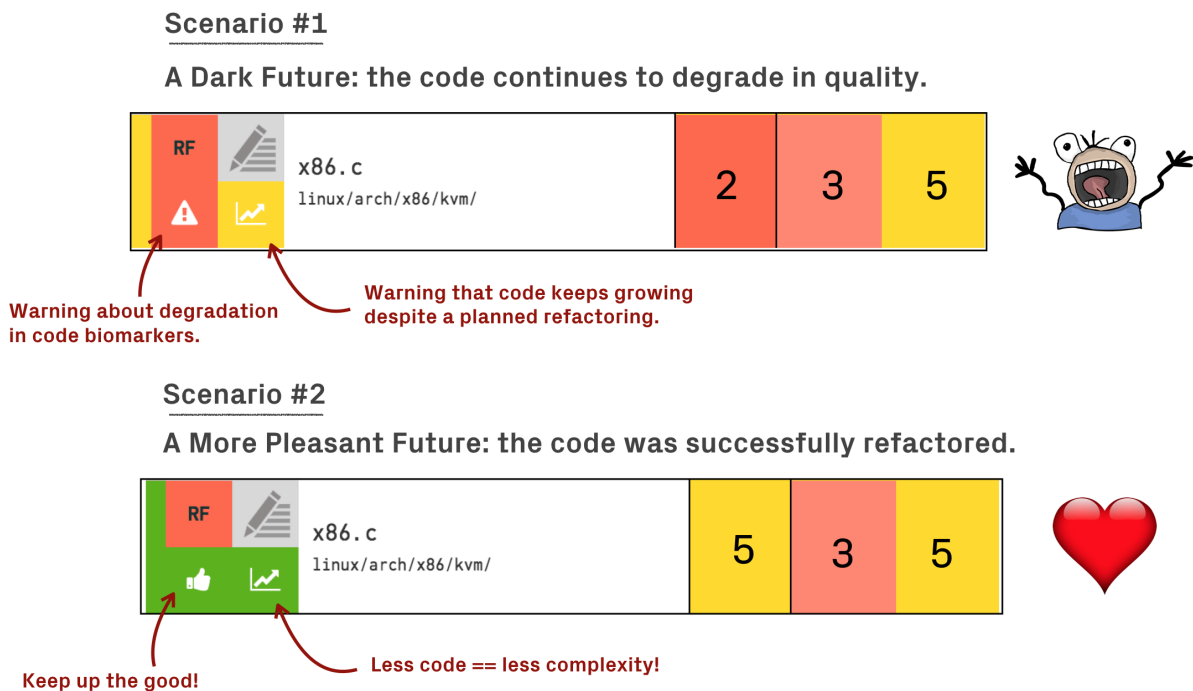 Scenario #1
A Dark Future: the code continues to degrade in quality.
RF
x86.c
linux/arch/x86/kvm/
2 3 5
Warning about degradation
in code biomarkers.
Warning that code keeps growing
despite a planned refactoring.
Scenario #2
A More Pleasant Future: the code was successfully refactored.
RF
x86.c
linux/arch/x86/kvm/
5 3 5
Keep up the good!
Less code == less complexity!